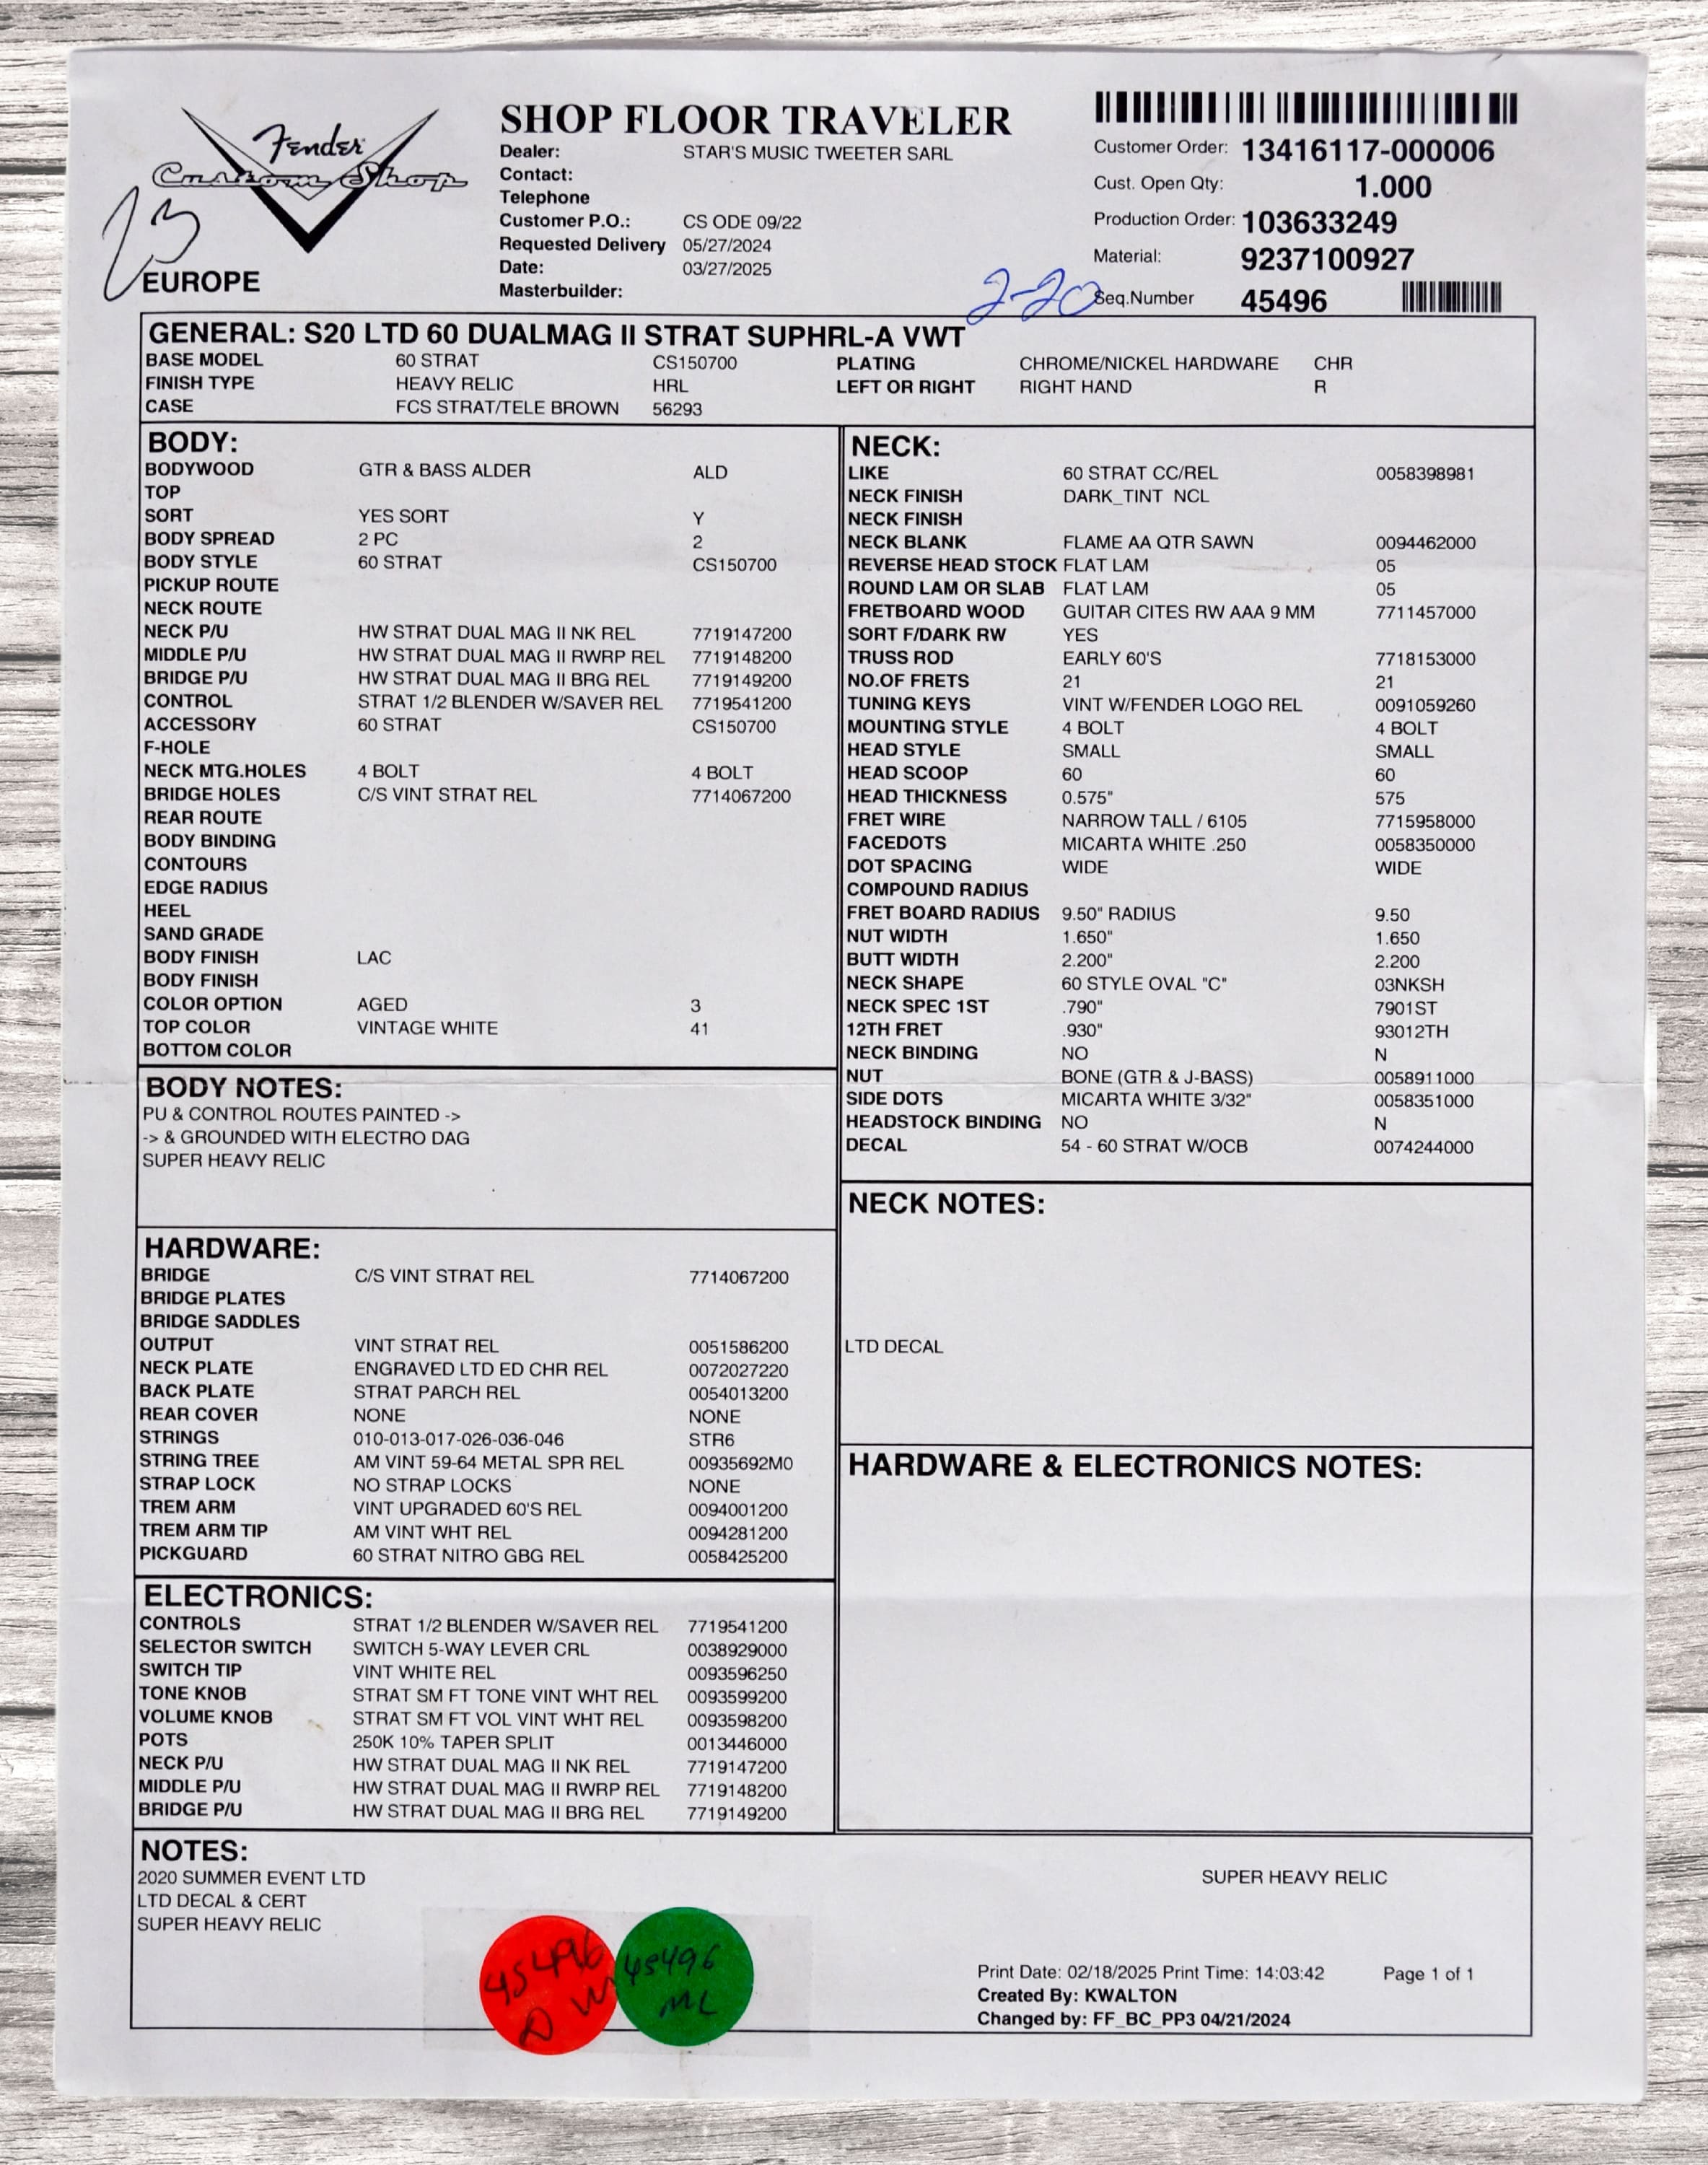 Fender
Custom Shop
23
EUROPE
SHOP FLOOR TRAVELER
Dealer: STAR'S MUSIC TWEETER SARL
Contact:
Telephone
Customer P.O.: CS ODE 09/22
Requested Delivery 05/27/2024
Date: 03/27/2025
Masterbuilder:
2-20
Customer Order: 13416117-000006
Cust. Open Qty: 1.000
Production Order: 103633249
Material: 9237100927
Seq.Number 45496
GENERAL: S20 LTD 60 DUALMAG II STRAT SUPHRL-A VWT
BASE MODEL 60 STRAT CS150700 PLATING CHROME/NICKEL HARDWARE CHR
FINISH TYPE HEAVY RELIC HRL LEFT OR RIGHT RIGHT HAND R
CASE FCS STRAT/TELE BROWN 56293
BODY:
BODYWOOD GTR & BASS ALDER ALD
TOP
SORT YES SORT Y
BODY SPREAD 2 PC 2
BODY STYLE 60 STRAT CS150700
PICKUP ROUTE
NECK ROUTE
NECK P/U HW STRAT DUAL MAG II NK REL 7719147200
MIDDLE P/U HW STRAT DUAL MAG II RWRP REL 7719148200
BRIDGE P/U HW STRAT DUAL MAG II BRG REL 7719149200
CONTROL STRAT 1/2 BLENDER W/SAVER REL 7719541200
ACCESSORY 60 STRAT CS150700
F-HOLE
NECK MTG.HOLES 4 BOLT 4 BOLT
BRIDGE HOLES C/S VINT STRAT REL 7714067200
REAR ROUTE
BODY BINDING
CONTOURS
EDGE RADIUS
HEEL
SAND GRADE
BODY FINISH LAC
BODY FINISH
COLOR OPTION AGED 3
TOP COLOR VINTAGE WHITE 41
BOTTOM COLOR
BODY NOTES:
PU & CONTROL ROUTES PAINTED ->
-> & GROUNDED WITH ELECTRO DAG
SUPER HEAVY RELIC
HARDWARE:
BRIDGE C/S VINT STRAT REL 7714067200
BRIDGE PLATES
BRIDGE SADDLES
OUTPUT VINT STRAT REL 0051586200
NECK PLATE ENGRAVED LTD ED CHR REL 0072027220
BACK PLATE STRAT PARCH REL 0054013200
REAR COVER NONE NONE
STRINGS 010-013-017-026-036-046 STR6
STRING TREE AM VINT 59-64 METAL SPR REL 00935692M0
STRAP LOCK NO STRAP LOCKS NONE
TREM ARM VINT UPGRADED 60'S REL 0094001200
TREM ARM TIP AM VINT WHT REL 0094281200
PICKGUARD 60 STRAT NITRO GBG REL 0058425200
ELECTRONICS:
CONTROLS STRAT 1/2 BLENDER W/SAVER REL 7719541200
SELECTOR SWITCH SWITCH 5-WAY LEVER CRL 0038929000
SWITCH TIP VINT WHITE REL 0093596250
TONE KNOB STRAT SM FT TONE VINT WHT REL 0093599200
VOLUME KNOB STRAT SM FT VOL VINT WHT REL 0093598200
POTS 250K 10% TAPER SPLIT 0013446000
NECK P/U HW STRAT DUAL MAG II NK REL 7719147200
MIDDLE P/U HW STRAT DUAL MAG II RWRP REL 7719148200
BRIDGE P/U HW STRAT DUAL MAG II BRG REL 7719149200
NECK:
LIKE 60 STRAT CC/REL 0058398981
NECK FINISH DARK_TINT NCL
NECK FINISH
NECK BLANK FLAME AA QTR SAWN 0094462000
REVERSE HEAD STOCK FLAT LAM 05
ROUND LAM OR SLAB FLAT LAM 05
FRETBOARD WOOD GUITAR CITES RW AAA 9 MM 7711457000
SORT F/DARK RW YES
TRUSS ROD EARLY 60'S 7718153000
NO.OF FRETS 21 21
TUNING KEYS VINT W/FENDER LOGO REL 0091059260
MOUNTING STYLE 4 BOLT 4 BOLT
HEAD STYLE SMALL SMALL
HEAD SCOOP 60 60
HEAD THICKNESS 0.575" 575
FRET WIRE NARROW TALL / 6105 7715958000
FACEDOTS MICARTA WHITE .250 0058350000
DOT SPACING WIDE WIDE
COMPOUND RADIUS
FRET BOARD RADIUS 9.50" RADIUS 9.50
NUT WIDTH 1.650" 1.650
BUTT WIDTH 2.200" 2.200
NECK SHAPE 60 STYLE OVAL "C" 03NKSH
NECK SPEC 1ST .790" 7901ST
12TH FRET .930" 93012TH
NECK BINDING NO N
NUT BONE (GTR & J-BASS) 0058911000
SIDE DOTS MICARTA WHITE 3/32" 0058351000
HEADSTOCK BINDING NO N
DECAL 54 - 60 STRAT W/OCB 0074244000
NECK NOTES:
LTD DECAL
HARDWARE & ELECTRONICS NOTES:
NOTES:
2020 SUMMER EVENT LTD
LTD DECAL & CERT
SUPER HEAVY RELIC
SUPER HEAVY RELIC
45496
D W
45496
ML
Print Date: 02/18/2025 Print Time: 14:03:42 Page 1 of 1
Created By: KWALTON
Changed by: FF_BC_PP3 04/21/2024